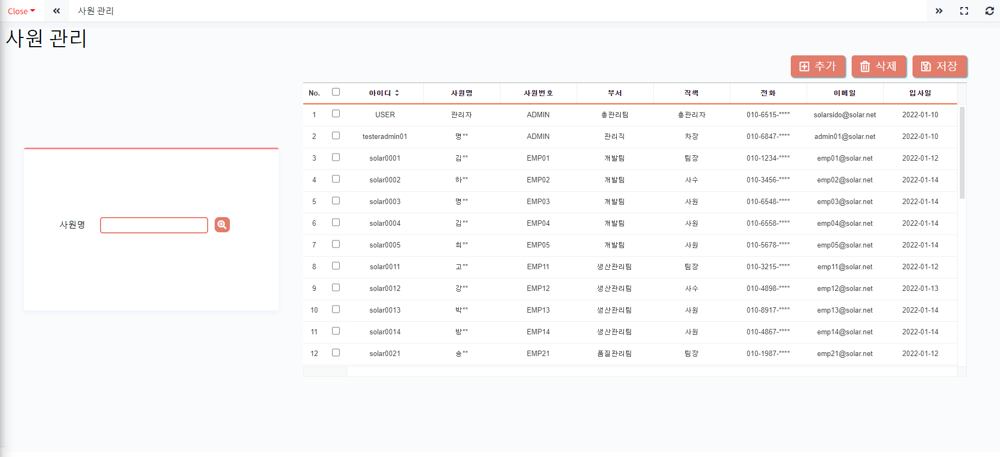 Close 사원 관리
사원 관리
추가 삭제 저장
No. 아이디 사원명 사원번호 부서 직책 전화 이메일 입사일
1 USER 관리자 ADMIN 총관리팀 총관리자 010-6515-**** solarsido@solar.net 2022-01-10
2 testeradmin01 명** ADMIN 관리직 차장 010-6847-**** admin01@solar.net 2022-01-10
3 solar0001 김** EMP01 개발팀 팀장 010-1234-**** emp01@solar.net 2022-01-12
4 solar0002 하** EMP02 개발팀 사수 010-3456-**** emp02@solar.net 2022-01-14
5 solar0003 명** EMP03 개발팀 사원 010-6548-**** emp03@solar.net 2022-01-14
6 solar0004 김** EMP04 개발팀 사원 010-6558-**** emp04@solar.net 2022-01-14
7 solar0005 최** EMP05 개발팀 사원 010-5678-**** emp05@solar.net 2022-01-14
8 solar0011 고** EMP11 생산관리팀 팀장 010-3215-**** emp11@solar.net 2022-01-12
9 solar0012 강** EMP12 생산관리팀 사수 010-4898-**** emp12@solar.net 2022-01-13
10 solar0013 박** EMP13 생산관리팀 사원 010-8917-**** emp13@solar.net 2022-01-14
11 solar0014 방** EMP14 생산관리팀 사원 010-4867-**** emp14@solar.net 2022-01-14
12 solar0021 송** EMP21 품질관리팀 팀장 010-1987-**** emp21@solar.net 2022-01-12
사원명